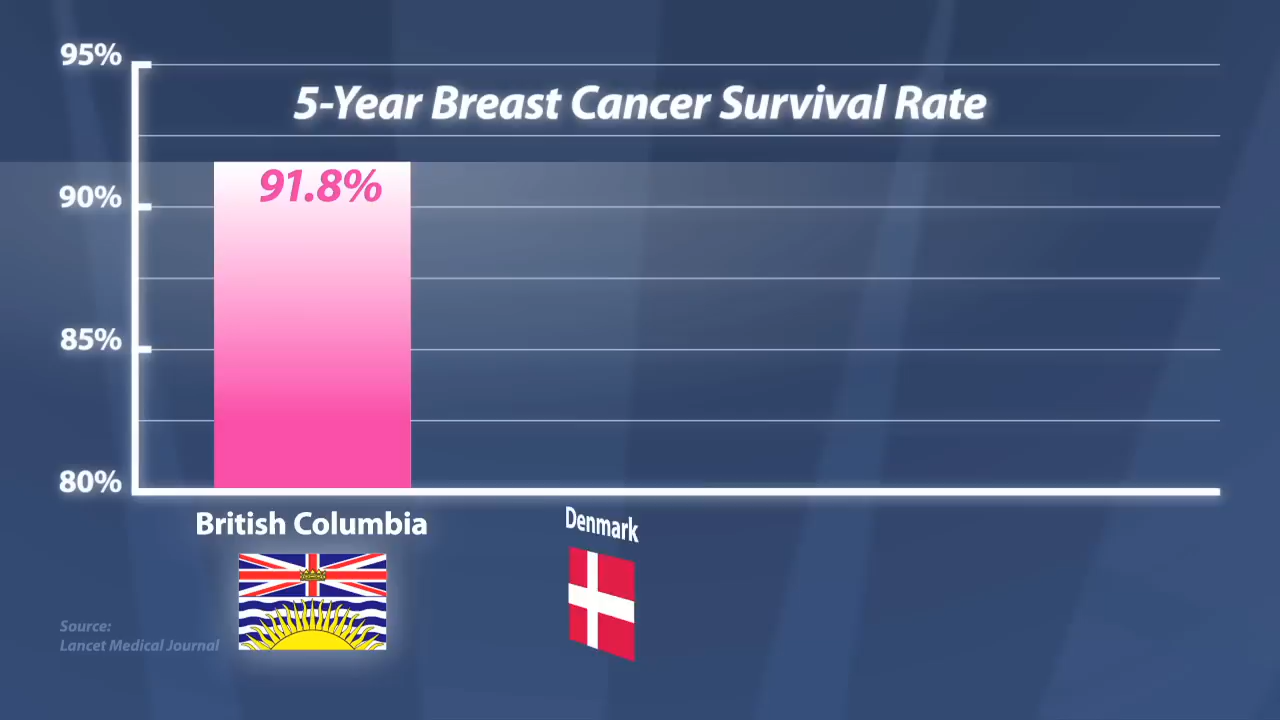 95%
5-Year Breast Cancer Survival Rate
91.8%
90%
85%
80%
British Columbia
Denmark
Source:
Lancet Medical Journal